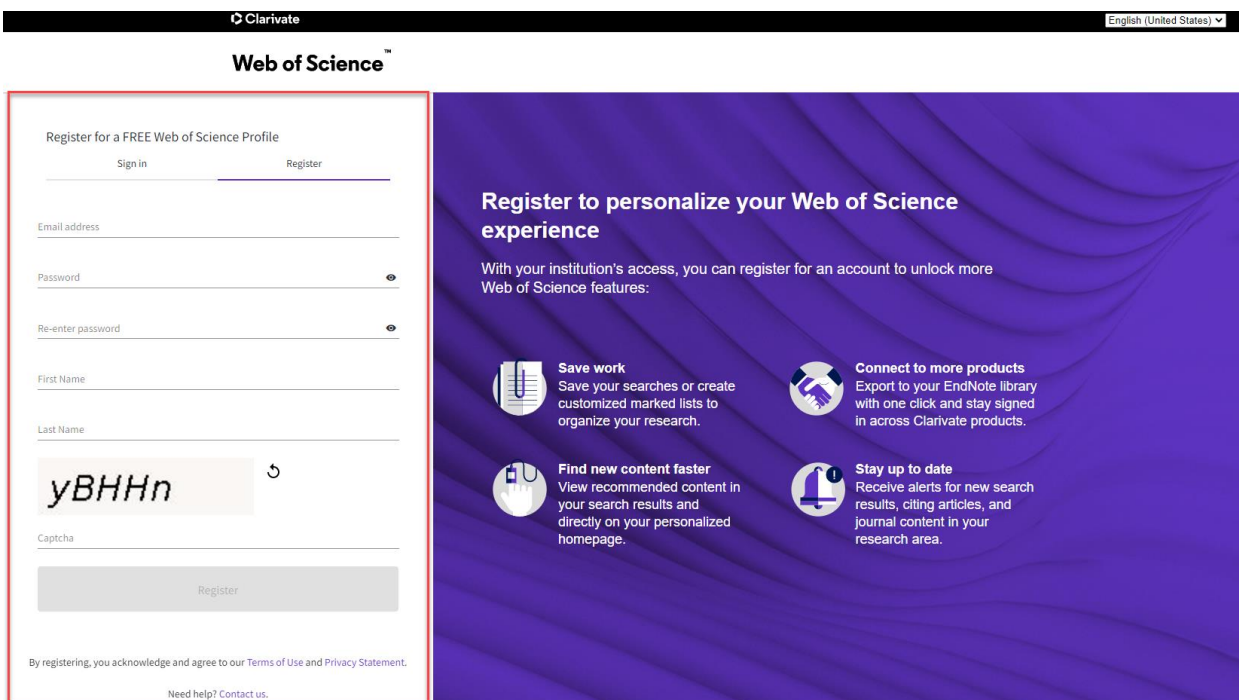 Clarivate
English (United States)
Web of Science™
Register for a FREE Web of Science Profile
Sign in
Register
Email address
Password
Re-enter password
First Name
Last Name
yBHHn
Captcha
Register
By registering, you acknowledge and agree to our Terms of Use and Privacy Statement.
Need help? Contact us.
Register to personalize your Web of Science
experience
With your institution's access, you can register for an account to unlock more
Web of Science features:
Save work
Save your searches or create
customized marked lists to
organize your research.
Connect to more products
Export to your EndNote library
with one click and stay signed
in across Clarivate products.
Find new content faster
View recommended content in
your search results and
directly on your personalized
homepage.
Stay up to date
Receive alerts for new search
results, citing articles, and
journal content in your
research area.